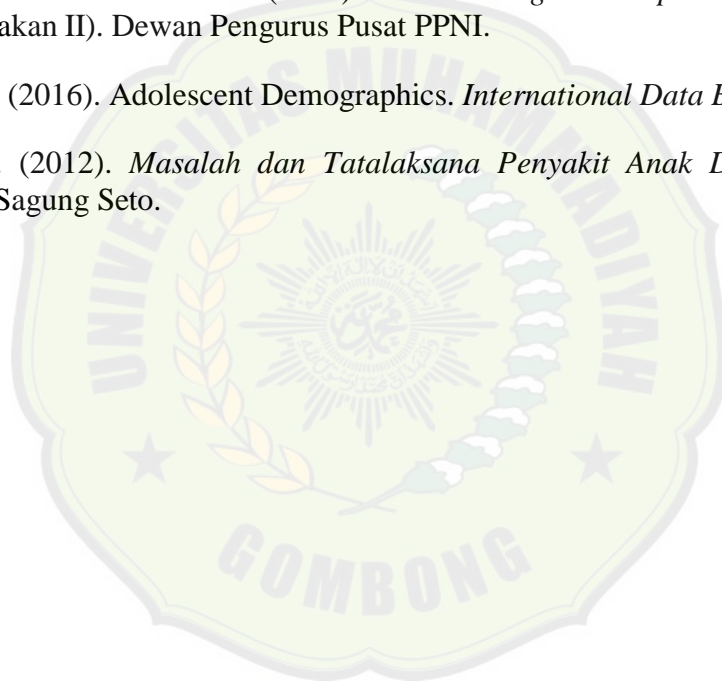 akan II). Dewan Pengurus Pusat PPNI.
(2016). Adolescent Demographics. International Data
(2012). Masalah dan Tatalaksana Penyakit Anak
Sagung Seto.
UNIVERSITAS MUHAMMADIYAH
GOMBONG